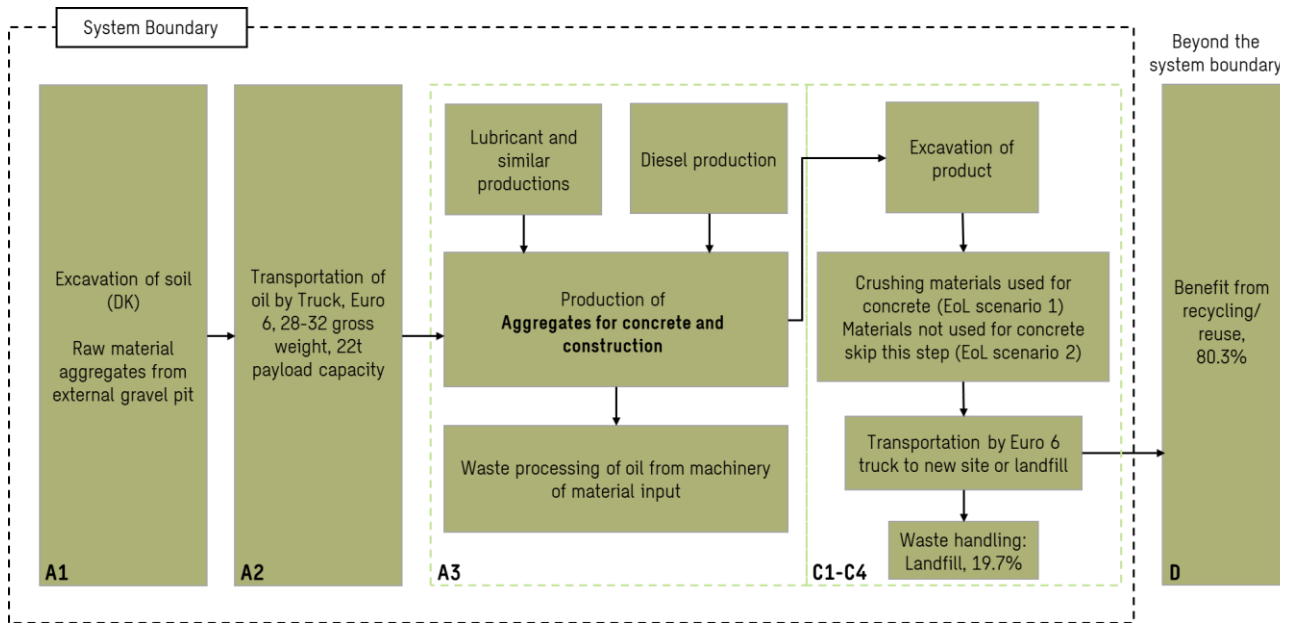 System Boundary
Beyond the
system boundary
Excavation of soil
(DK)
Raw material
aggregates from
external gravel pit
A1
Transportation of
oil by Truck, Euro
6, 28-32 gross
weight, 22t
payload capacity
A2
Lubricant and
similar
productions
Diesel production
Production of
Aggregates for concrete and
construction
Waste processing of oil from machinery
of material input
A3
Excavation of
product
Crushing materials used for
concrete (EoL scenario 1)
Materials not used for concrete
skip this step (EoL scenario 2)
Transportation by Euro 6
truck to new site or landfill
Waste handling:
Landfill, 19.7%
C1-C4
Benefit from
recycling/
reuse,
80.3%
D